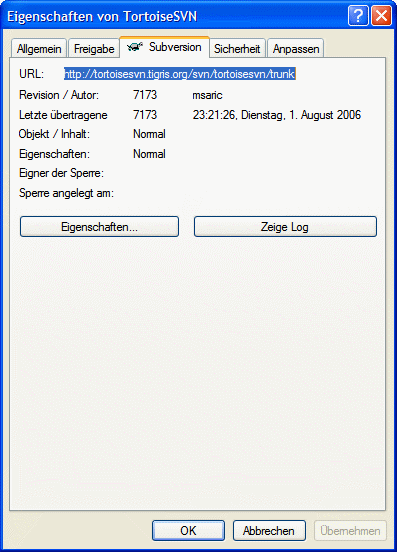 Eigenschaften von TortoiseSVN
Allgemein Freigabe Subversion Sicherheit Anpassen
URL: http://tortoisesvn.tigris.org/svn/tortoisesvn/trunk
Revision / Autor: 7173 msaric
Letzte übertragene 7173 23:21:26, Dienstag, 1. August 2006
Objekt / Inhalt: Normal
Eigenschaften: Normal
Eigner der Sperre:
Sperre angelegt am:
Eigenschaften... Zeige Log
OK Abbrechen Übernehmen